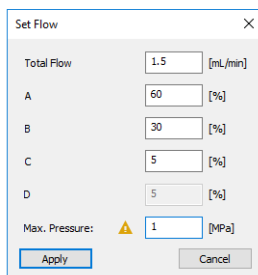 Set Flow
Total Flow 1.5 [mL/min]
A 60 [%]
B 30 [%]
C 5 [%]
D 5 [%]
Max. Pressure: 1 [MPa]
Apply Cancel